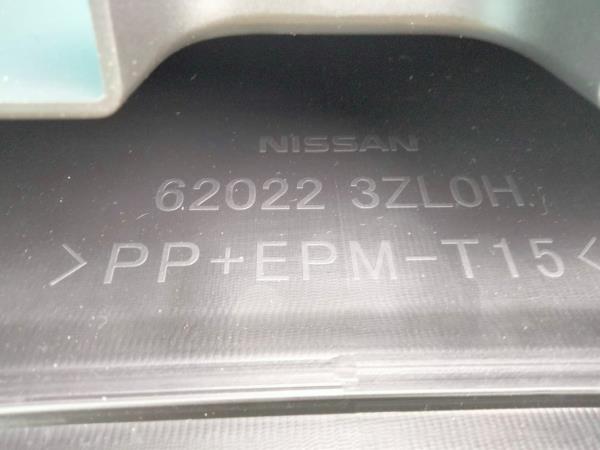 NISSAN
62022 3ZL0H
>PP+EPM-T15<